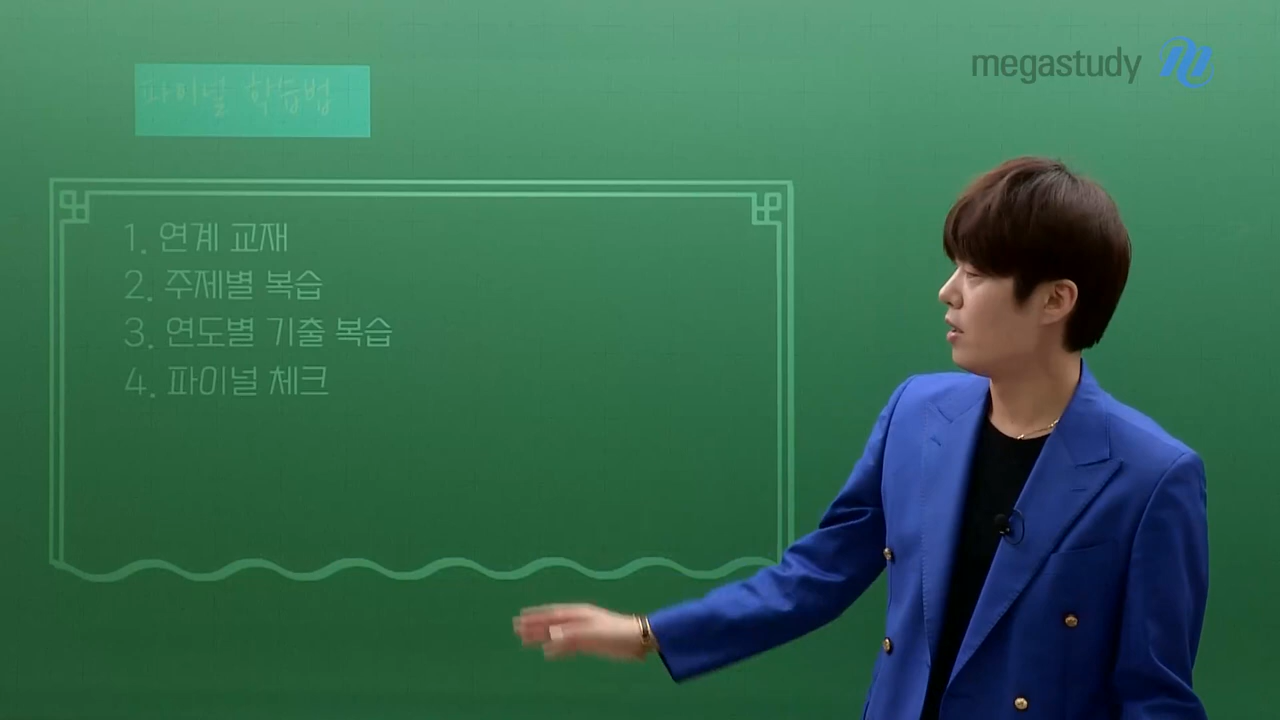 megastudy
파이널 학습법
1. 연계 교재
2. 주제별 복습
3. 연도별 기출 복습
4. 파이널 체크